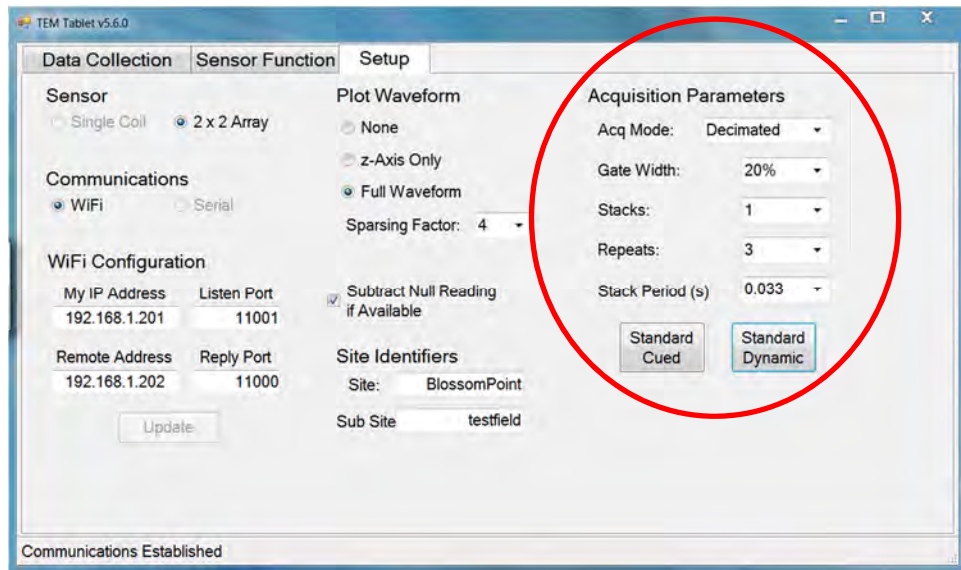 TEM Tablet v5.6.0
Data Collection Sensor Function Setup
Sensor
Single Coil 2 x 2 Array
Communications
WiFi Serial
WiFi Configuration
My IP Address Listen Port
192.168.1.201 11001
Remote Address Reply Port
192.168.1.202 11000
Update
Plot Waveform
None
z-Axis Only
Full Waveform
Sparsing Factor: 4
Subtract Null Reading
if Available
Site Identifiers
Site: BlossomPoint
Sub Site testfield
Acquisition Parameters
Acq Mode: Decimated
Gate Width: 20%
Stacks: 1
Repeats: 3
Stack Period (s) 0.033
Standard
Cued
Standard
Dynamic
Communications Established